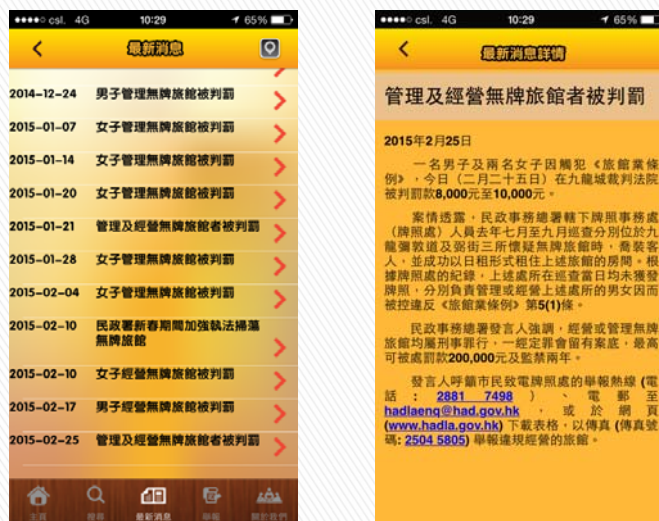 csl. 4G 10:29 65%
最新消息
2014-12-24 男子管理無牌旅館被判罰
2015-01-07 女子管理無牌旅館被判罰
2015-01-14 女子管理無牌旅館被判罰
2015-01-20 女子管理無牌旅館被判罰
2015-01-21 管理及經營無牌旅館者被判罰
2015-01-28 女子管理無牌旅館被判罰
2015-02-04 女子管理無牌旅館被判罰
2015-02-10 民政署新春期間加強執法掃蕩
無牌旅館
2015-02-10 女子經營無牌旅館被判罰
2015-02-17 男子經營無牌旅館被判罰
2015-02-25 管理及經營無牌旅館者被判罰
主頁 搜尋 最新消息 舉報 關於我們
csl. 4G 10:29 65%
最新消息詳情
管理及經營無牌旅館者被判罰
2015年2月25日
一名男子及兩名女子因觸犯《旅館業條
例》，今日（二月二十五日）在九龍城裁判法院
被判罰款8,000元至10,000元。
案情透露，民政事務總署轄下牌照事務處
（牌照處）人員去年七月至九月巡查分別位於九
龍彌敦道及弼街三所懷疑無牌旅館時，喬裝客
人，並成功以日租形式租住上述旅館的房間。根
據牌照處的紀錄，上述處所在巡查當日均未獲發
牌照，分別負責管理或經營上述處所的男女因而
被控違反《旅館業條例》第5(1)條。
民政事務總署發言人強調，經營或管理無牌
旅館均屬刑事罪行，一經定罪會留有案底，最高
可被處罰款200,000元及監禁兩年。
發言人呼籲市民致電牌照處的舉報熱線 (電
話 : 2881 7498 ) 、 電 郵 至
hadlaenq@had.gov.hk ， 或 於 網 頁
(www.hadla.gov.hk) 下載表格，以傳真 (傳真號
碼: 2504 5805) 舉報違規經營的旅館。